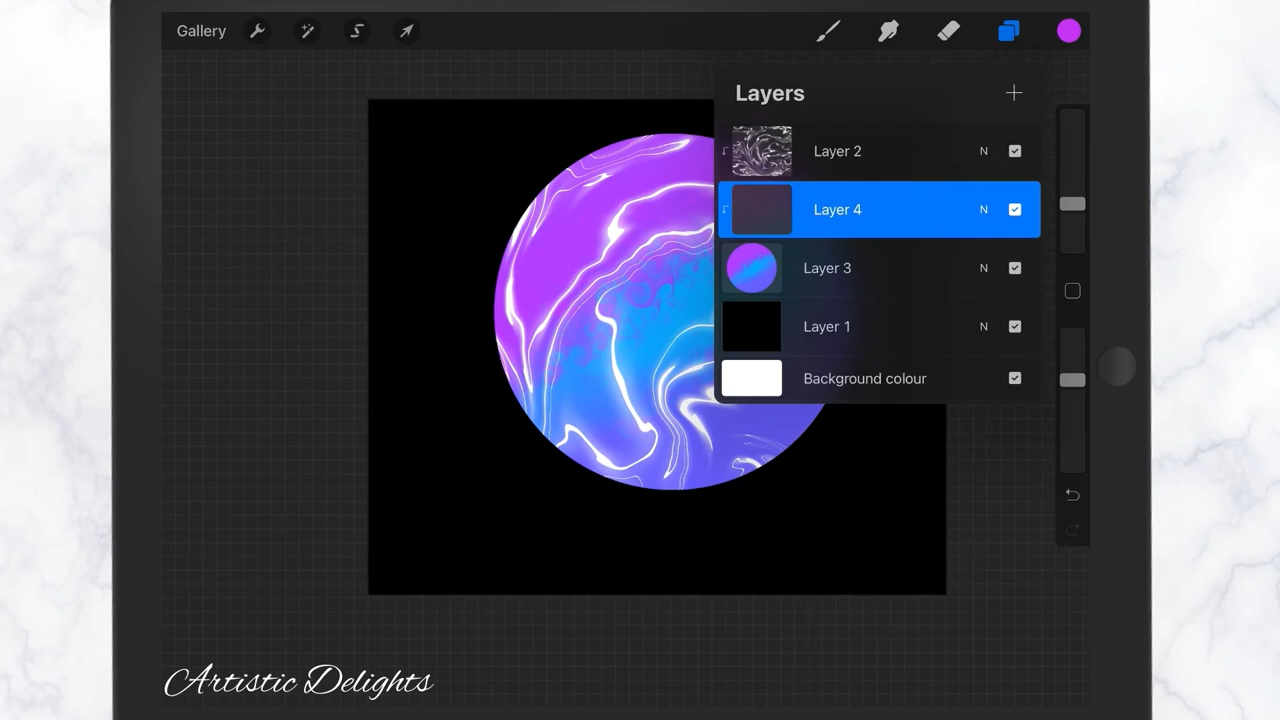 Gallery
Layers
Layer 2 N
Layer 4 N
Layer 3 N
Layer 1 N
Background colour
Artistic Delights